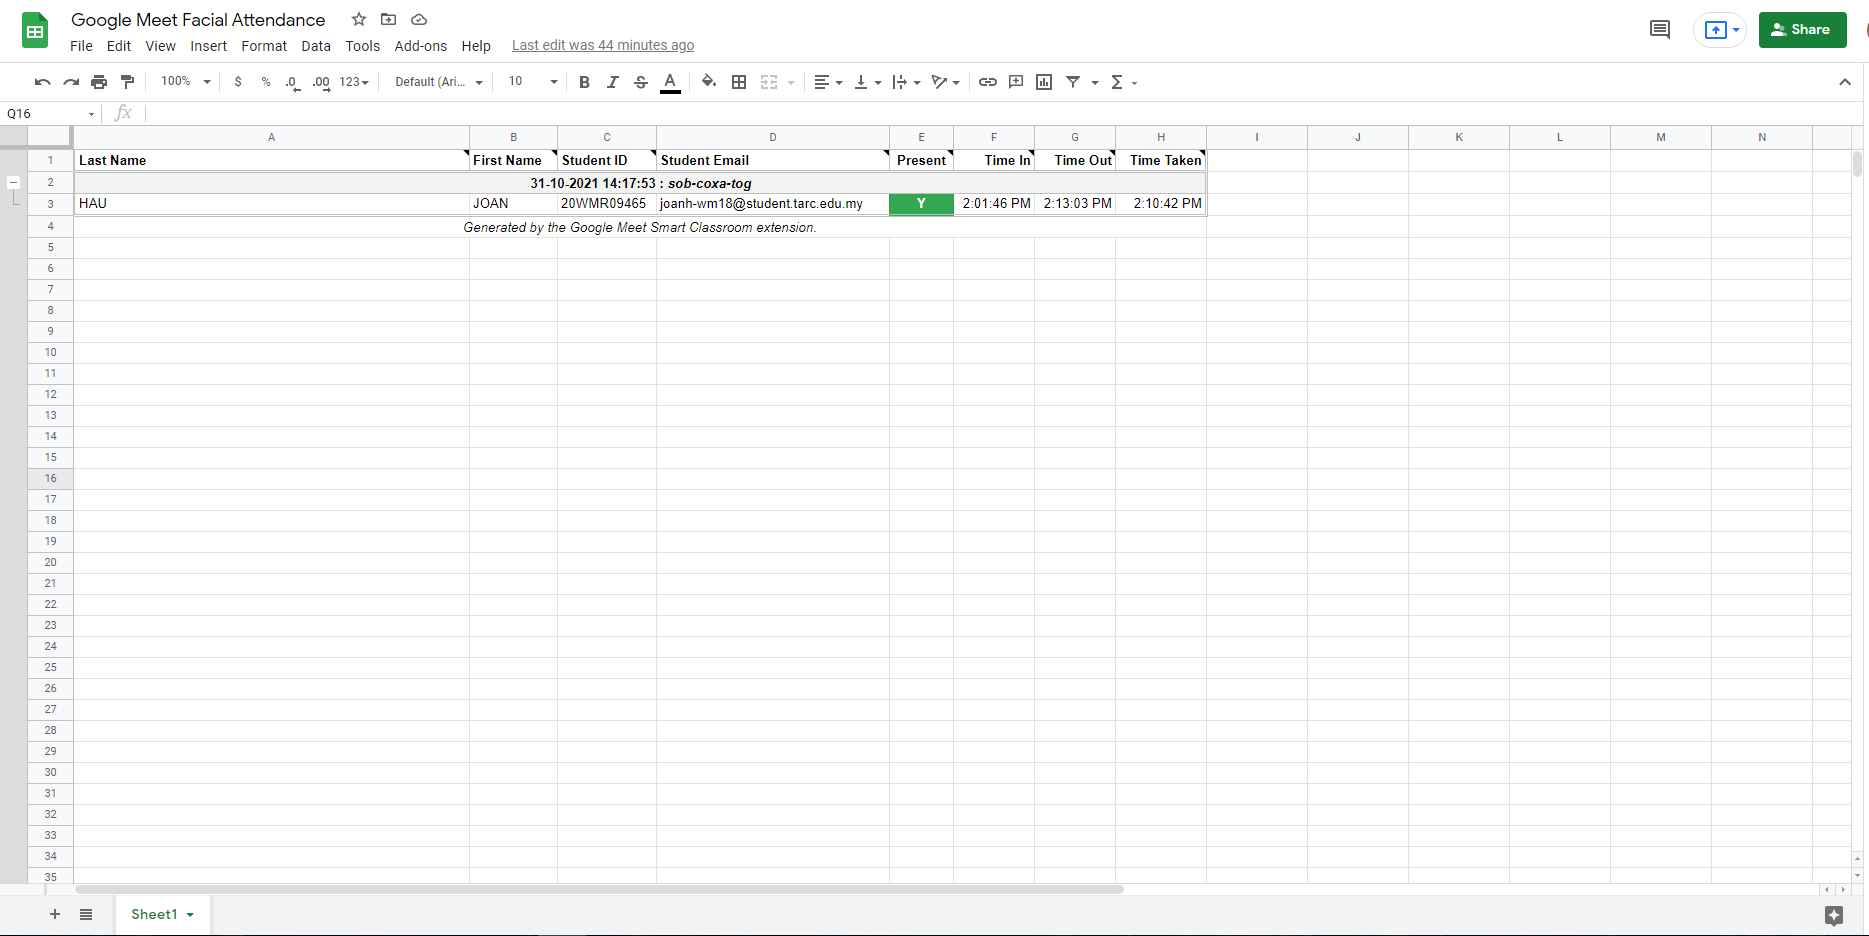 Google Meet Facial Attendance
File Edit View Insert Format Data Tools Add-ons Help Last edit was 44 minutes ago
Share
100% $ % .0 .00 123 Default (Ari... 10 B I S A
Q16 fx
A B C D E F G H I J K L M N
1 Last Name First Name Student ID Student Email Present Time In Time Out Time Taken
2 31-10-2021 14:17:53 : sob-coxa-tog
3 HAU JOAN 20WMR09465 joanh-wm18@student.tarc.edu.my Y 2:01:46 PM 2:13:03 PM 2:10:42 PM
4 Generated by the Google Meet Smart Classroom extension.
5
6
7
8
9
10
11
12
13
14
15
16
17
18
19
20
21
22
23
24
25
26
27
28
29
30
31
32
33
34
35
Sheet1